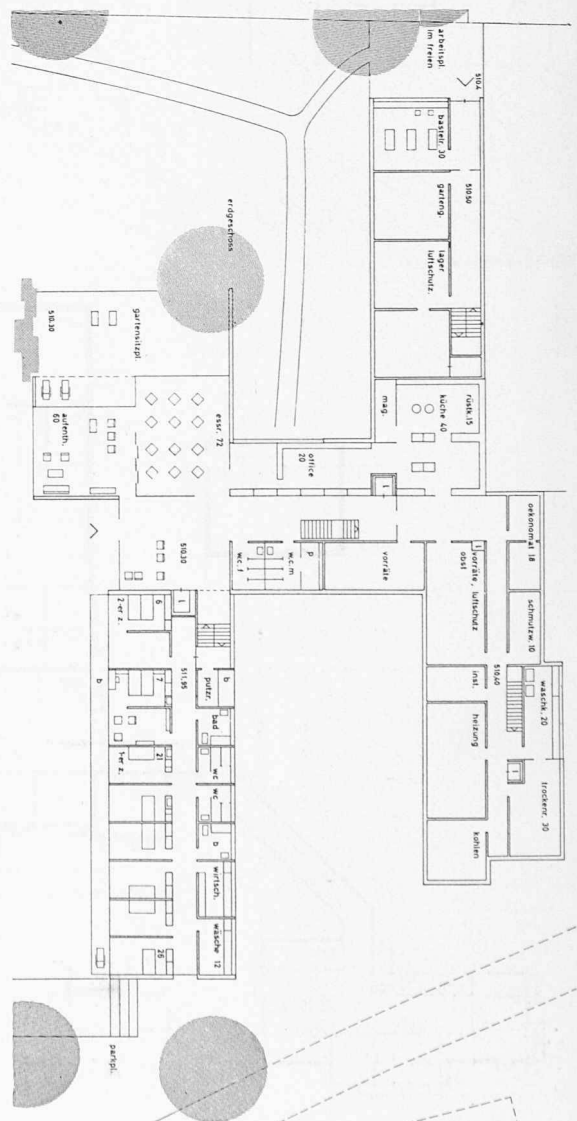 arbeitspl.
im freien
510.4
bastelr. 30
510.50
garteng.
lager
luftschutz.
erdgeschoss
gartensitzpl.
510.30
aufenth.
60
essr. 72
office
20
mag.
küche 40
rüstk.15
l
510.30
w.c. f
w.c. m
p
vorräte
vorräte, luftschutz
obst
l
oekonomat 18
schmutzw. 10
510.60
inst.
waschk. 20
heizung
l
trockenr. 30
kohlen
2-er z.
6
l
b
511.95
putzr.
b
7
bad
1-er z.
21
wc
wc
b
wirtsch.
wäsche 12
26
parkpl.